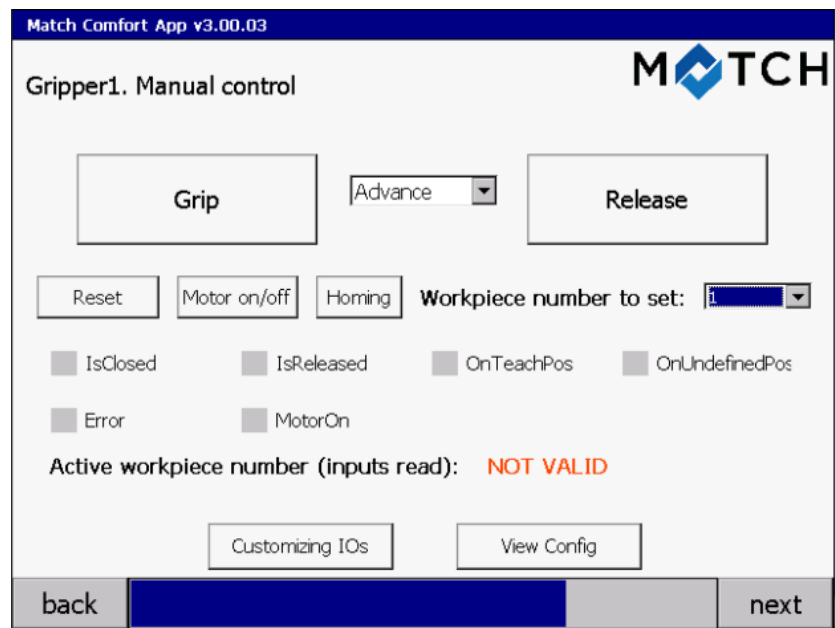 Match Comfort App v3.00.03
MATCH
Gripper1. Manual control
Grip
Advance
Release
Reset
Motor on/off
Homing
Workpiece number to set:
1
IsClosed
IsReleased
OnTeachPos
OnUndefinedPos
Error
MotorOn
Active workpiece number (inputs read): NOT VALID
Customizing IOs
View Config
back
next